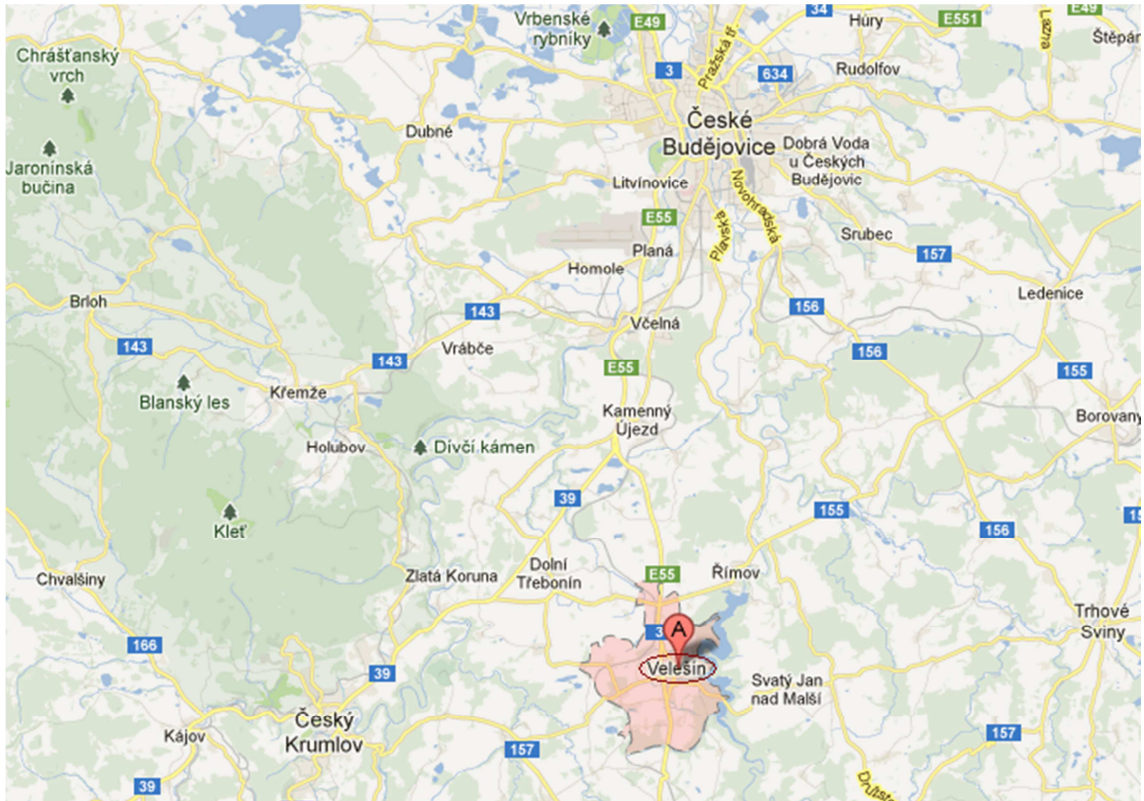 Vrbenské
rybníky
E49
34
Húry
E551
Lazna
E49
Štěpán
Chrášťanský
vrch
3
Pražská tř.
634
Rudolfov
Dubné
České
Budějovice
Dobrá Voda
u Českých
Budějovic
Jaronínská
bučina
Litvínovice
Novohradská
E55
Plavská
Srubec
157
Planá
Homole
Ledenice
Brloh
143
156
Včelná
143
Vrábče
143
E55
156
155
Křemže
Blanský les
Kamenný
Újezd
Borovany
Holubov
Dívčí kámen
39
155
15
Kleť
156
Dolní
Třebonín
E55
Římov
Chvalšiny
Zlatá Koruna
Trhové
Sviny
3
A
166
39
Velešín
Svatý Jan
nad Malší
Český
Krumlov
Kájov
157
157
39